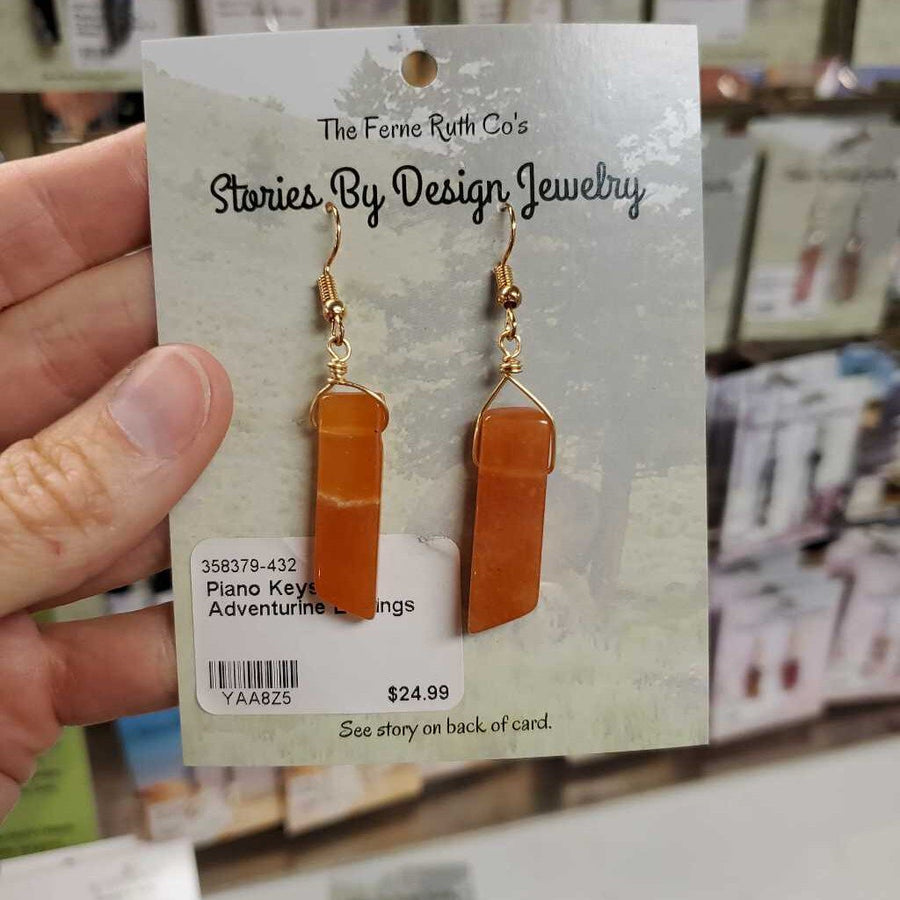 The Ferne Ruth Co's
Stories By Design Jewelry
358379-432
Piano Keys
Adventurine
YAA8Z5
$24.99
See story on back of card.